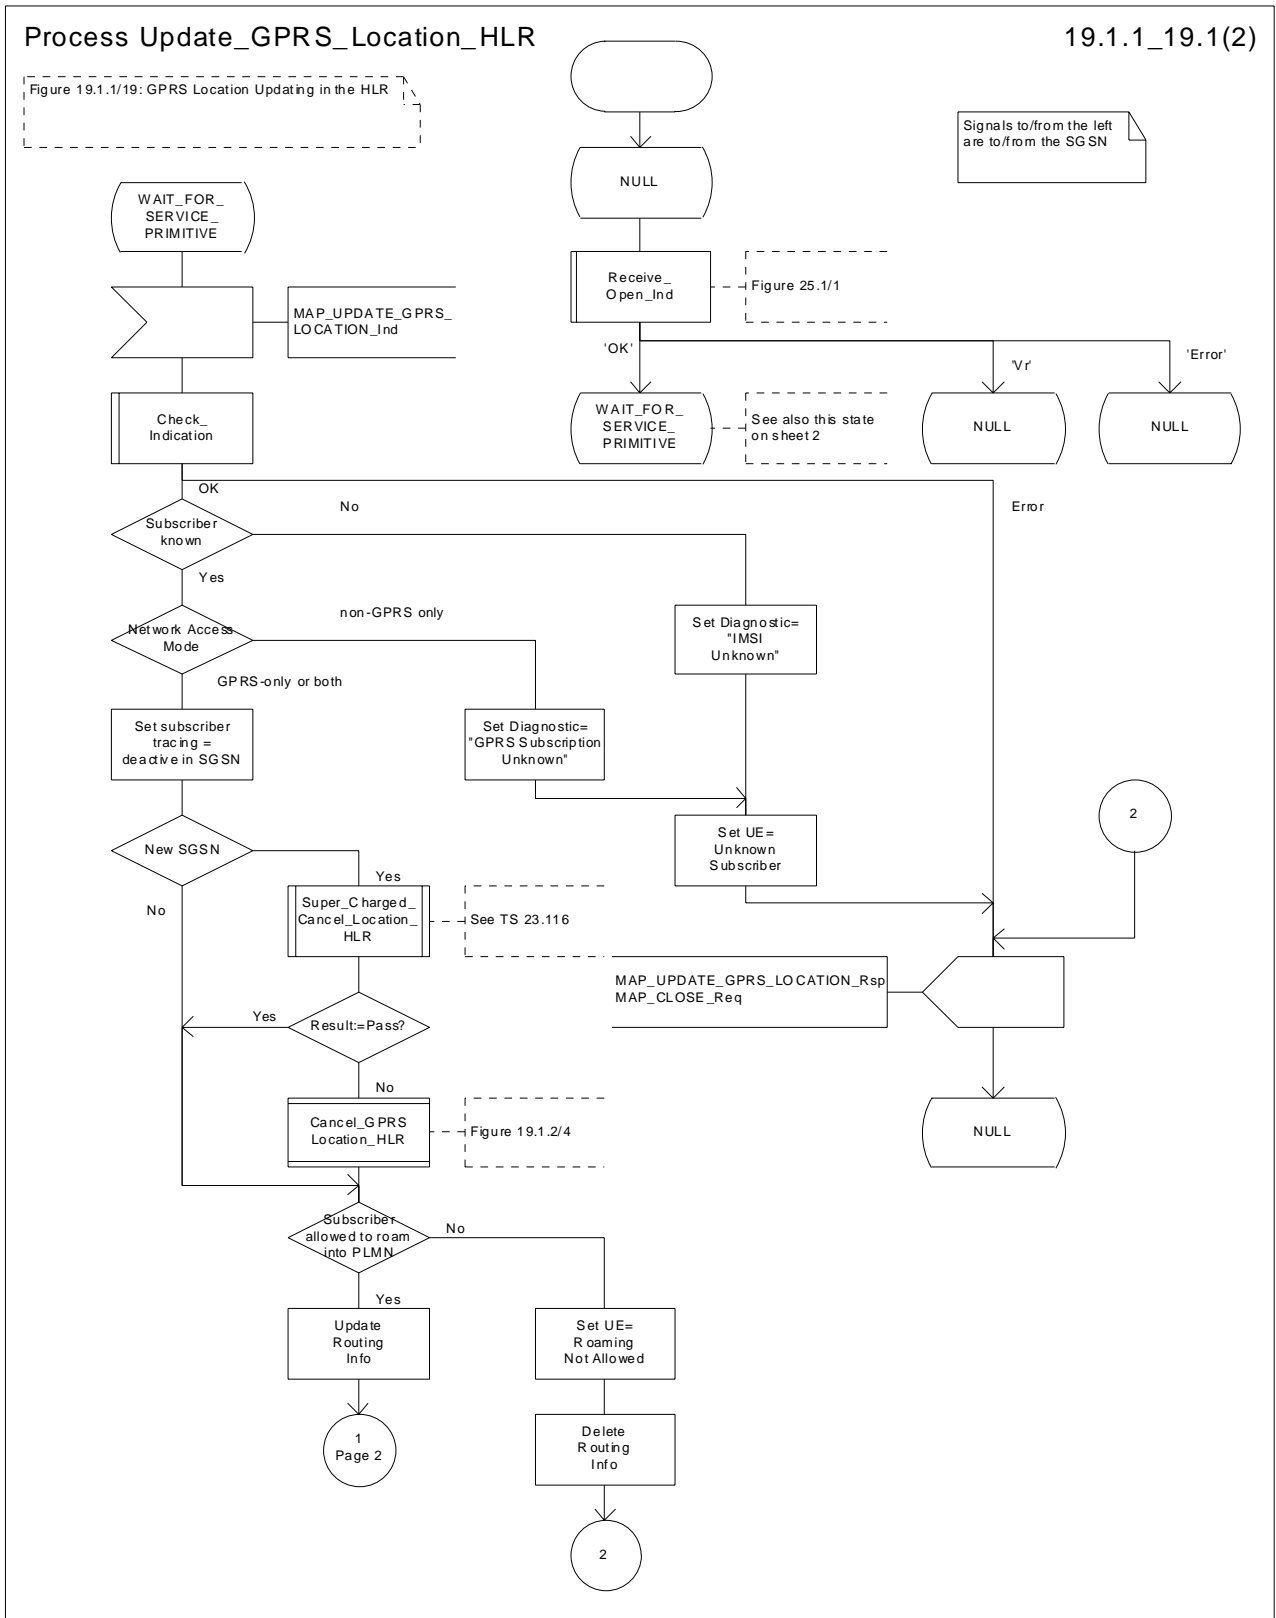 Process Update_GPRS_Location_HLR
19.1.1_19.1(2)
Figure 19.1.1/19: GPRS Location Updating in the HLR
Signals to/from the left
are to/from the SGSN
NULL
WAIT_FOR_
SERVICE_
PRIMITIVE
Receive_
Open_Ind
Figure 25.1/1
MAP_UPDATE_GPRS_
LOCATION_Ind
'OK'
'Vr'
'Error'
Check_
Indication
WAIT_FOR_
SERVICE_
PRIMITIVE
See also this state
on sheet 2
NULL
NULL
OK
No
Error
Subscriber
known
Yes
non-GPRS only
Network Access
Mode
Set Diagnostic=
"IMSI
Unknown"
GPRS-only or both
Set subscriber
tracing =
deactive in SGSN
Set Diagnostic=
"GPRS Subscription
Unknown"
2
New SGSN
Set UE=
Unknown
Subscriber
Yes
No
Super_Charged_
Cancel_Location_
HLR
See TS 23.116
MAP_UPDATE_GPRS_LOCATION_Rsp
MAP_CLOSE_Req
Yes
Result:=Pass?
No
Cancel_GPRS
Location_HLR
Figure 19.1.2/4
NULL
Subscriber
allowed to roam
into PLMN
No
Yes
Update
Routing
Info
Set UE=
Roaming
Not Allowed
1
Page 2
Delete
Routing
Info
2